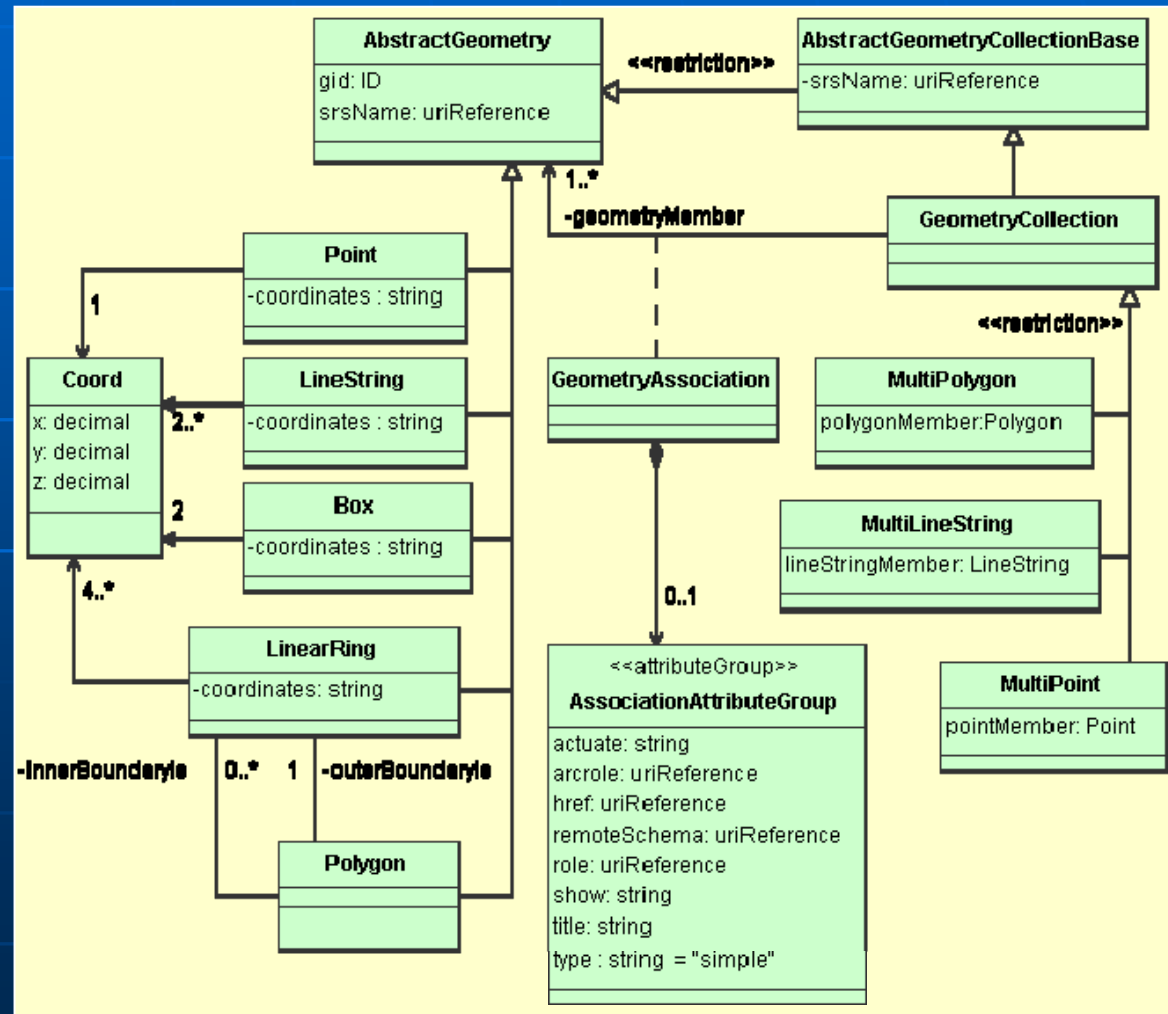 AbstractGeometry
gid: ID
srsName: uriReference
<<restriction>>
AbstractGeometryCollectionBase
-srsName: uriReference
1..*
-geometryMember
GeometryCollection
<<restriction>>
Point
-coordinates : string
1
Coord
x: decimal
y: decimal
z: decimal
LineString
-coordinates : string
2..*
Box
-coordinates : string
2
4..*
LinearRing
-coordinates: string
-innerBounderyIs
0..*
1
-outerBounderyIs
Polygon
GeometryAssociation
0..1
<<attributeGroup>>
AssociationAttributeGroup
actuate: string
arcrole: uriReference
href: uriReference
remoteSchema: uriReference
role: uriReference
show: string
title: string
type : string = "simple"
MultiPolygon
polygonMember:Polygon
MultiLineString
lineStringMember: LineString
MultiPoint
pointMember: Point